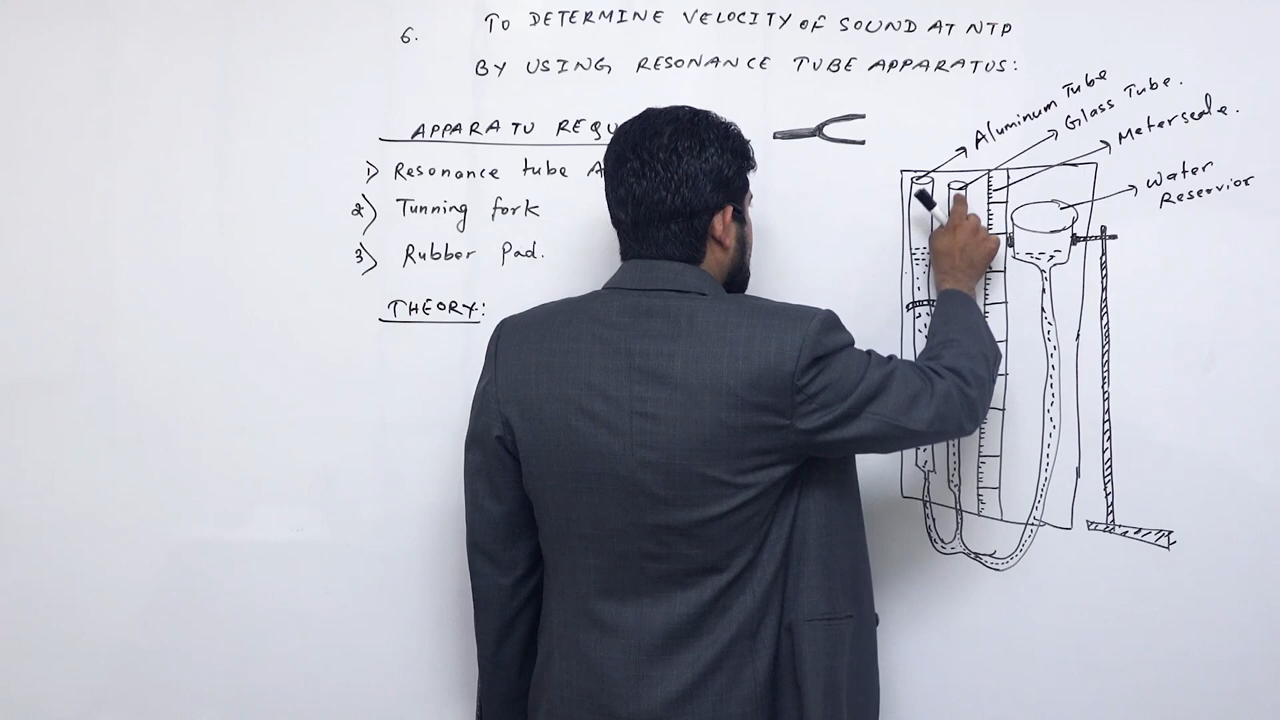 6. TO DETERMINE VELOCITY OF SOUND AT NTP
BY USING RESONANCE TUBE APPARATUS:
APPARATU REQU
1) Resonance tube A
2) Tunning fork
3) Rubber Pad.
THEORY:
Aluminum Tube
Glass Tube.
Meterscale.
Water
Reservior